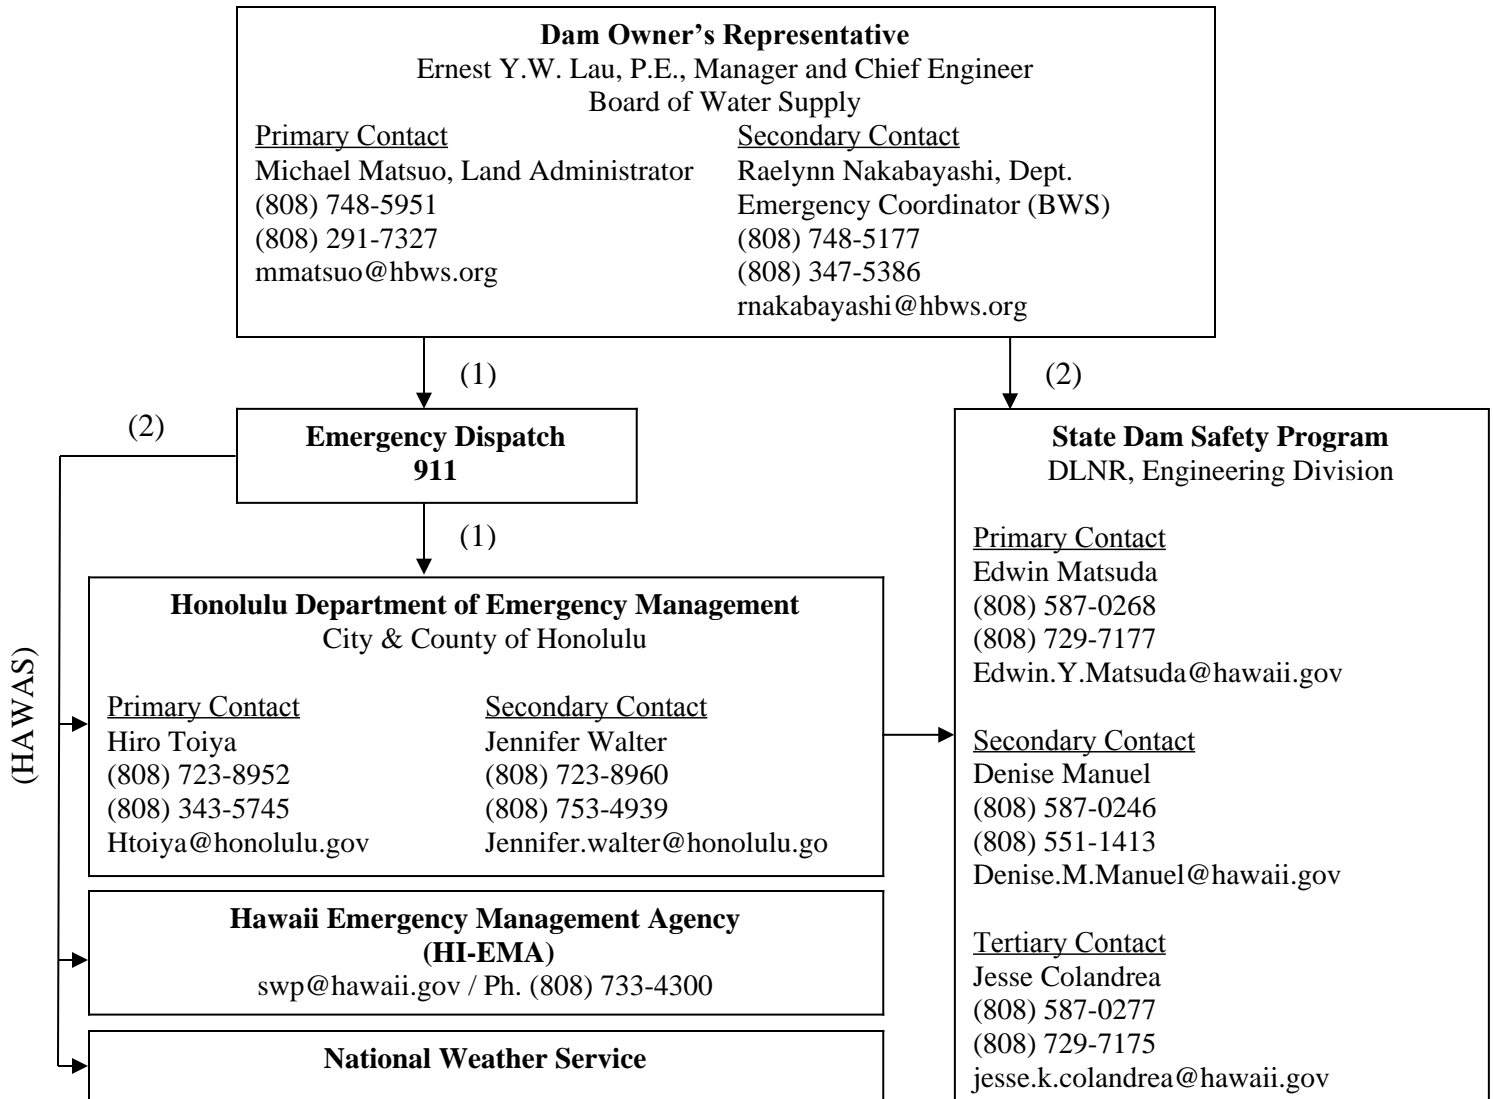 Dam Owner's Representative
Ernest Y.W. Lau, P.E., Manager and Chief Engineer
Board of Water Supply
Primary Contact
Michael Matsuo, Land Administrator
(808) 748-5951
(808) 291-7327
mmatsuo@hbws.org
Secondary Contact
Raelynn Nakabayashi, Dept.
Emergency Coordinator (BWS)
(808) 748-5177
(808) 347-5386
rnakabayashi@hbws.org
(1)
(2)
(2)
Emergency Dispatch
911
(1)
(HAWAS)
Honolulu Department of Emergency Management
City & County of Honolulu
Primary Contact
Hiro Toiya
(808) 723-8952
(808) 343-5745
Htoiya@honolulu.gov
Secondary Contact
Jennifer Walter
(808) 723-8960
(808) 753-4939
Jennifer.walter@honolulu.go
Hawaii Emergency Management Agency
(HI-EMA)
swp@hawaii.gov / Ph. (808) 733-4300
National Weather Service
State Dam Safety Program
DLNR, Engineering Division
Primary Contact
Edwin Matsuda
(808) 587-0268
(808) 729-7177
Edwin.Y.Matsuda@hawaii.gov
Secondary Contact
Denise Manuel
(808) 587-0246
(808) 551-1413
Denise.M.Manuel@hawaii.gov
Tertiary Contact
Jesse Colandrea
(808) 587-0277
(808) 729-7175
jesse.k.colandrea@hawaii.gov